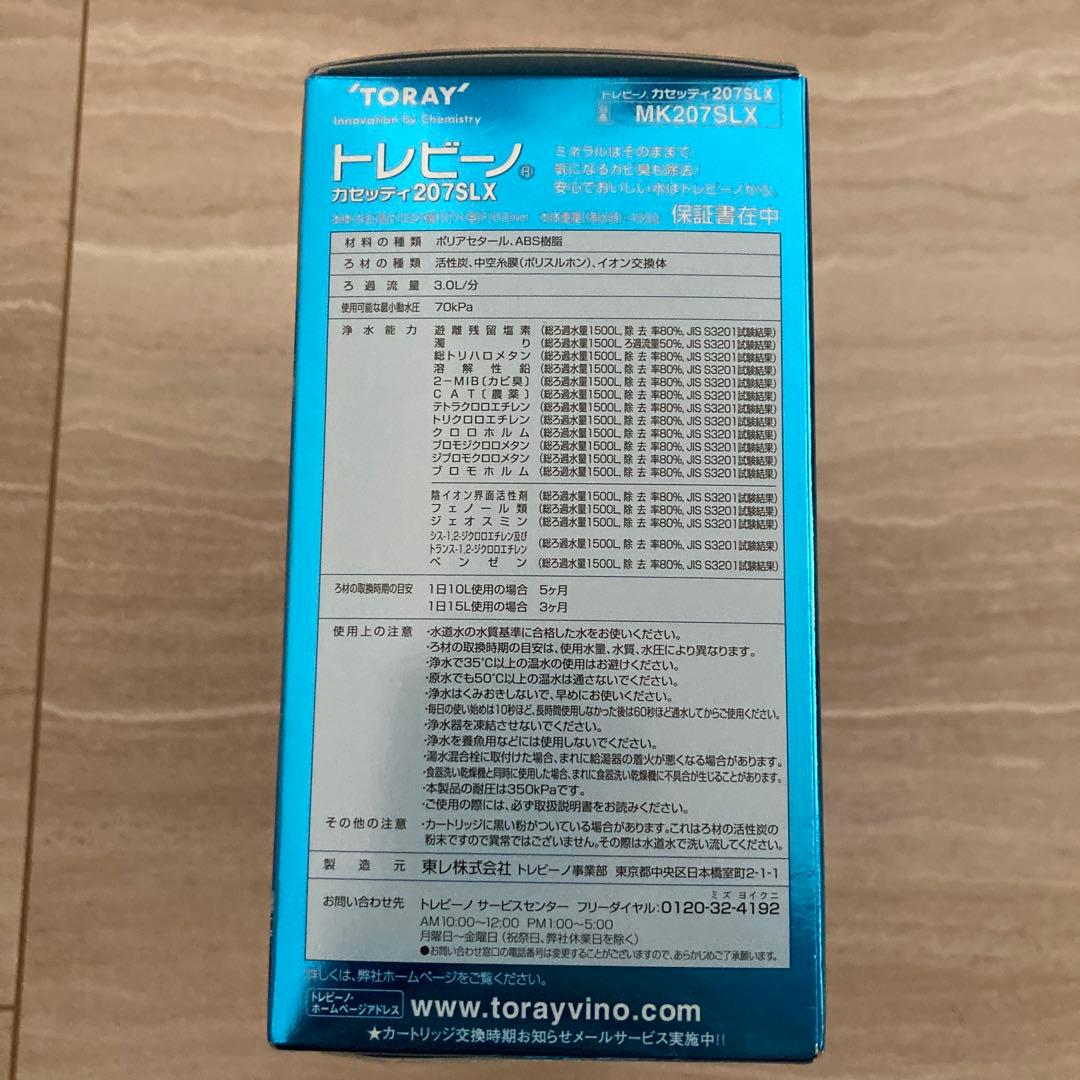 'TORAY'
Innovation by Chemistry
トレビーノ カセッティ207SLX
品番 MK207SLX
トレビーノ®
カセッティ207SLX
ミネラルはそのままで、
気になるカビ臭も除去!
安心でおいしい水はトレビーノから。
保証書在中
材料の種類 ポリアセタール、ABS樹脂
ろ材の種類 活性炭、中空糸膜(ポリスルホン)、イオン交換体
ろ過流量 3.0L/分
使用可能な最小動水圧 70kPa
浄水能力 遊離残留塩素 (総ろ過水量1500L, 除去率80%, JIS S3201試験結果)
濁り (総ろ過水量1500L, ろ過流量50%, JIS S3201試験結果)
総トリハロメタン (総ろ過水量1500L, 除去率80%, JIS S3201試験結果)
溶解性鉛 (総ろ過水量1500L, 除去率80%, JIS S3201試験結果)
2-MIB〔カビ臭〕 (総ろ過水量1500L, 除去率80%, JIS S3201試験結果)
CAT〔農薬〕 (総ろ過水量1500L, 除去率80%, JIS S3201試験結果)
テトラクロロエチレン (総ろ過水量1500L, 除去率80%, JIS S3201試験結果)
トリクロロエチレン (総ろ過水量1500L, 除去率80%, JIS S3201試験結果)
クロロホルム (総ろ過水量1500L, 除去率80%, JIS S3201試験結果)
ブロモジクロロメタン (総ろ過水量1500L, 除去率80%, JIS S3201試験結果)
ジブロモクロロメタン (総ろ過水量1500L, 除去率80%, JIS S3201試験結果)
ブロモホルム (総ろ過水量1500L, 除去率80%, JIS S3201試験結果)
陰イオン界面活性剤 (総ろ過水量1500L, 除去率80%, JIS S3201試験結果)
フェノール類 (総ろ過水量1500L, 除去率80%, JIS S3201試験結果)
ジェオスミン (総ろ過水量1500L, 除去率80%, JIS S3201試験結果)
シス-1,2-ジクロロエチレン及び
トランス-1,2-ジクロロエチレン (総ろ過水量1500L, 除去率80%, JIS S3201試験結果)
ベンゼン (総ろ過水量1500L, 除去率80%, JIS S3201試験結果)
ろ材の取換時期の目安 1日10L使用の場合 5ヶ月
1日15L使用の場合 3ヶ月
使用上の注意 ・水道水の水質基準に合格した水をお使いください。
・ろ材の取換時期の目安は、使用水量、水質、水圧により異なります。
・浄水で35℃以上の温水の使用はお避けください。
・原水でも50℃以上の温水は通さないでください。
・浄水はくみおきしないで、早めにお使いください。
・毎日の使い始めは10秒ほど、長時間使用しなかった後は60秒ほど通水してからご使用ください。
・浄水器を凍結させないでください。
・浄水を養魚用などには使用しないでください。
・湯水混合栓に取付けた場合、まれに給湯器の着火が悪くなる場合があります。
・食器洗い乾燥機と同時に使用した場合、まれに食器洗い乾燥機に不具合が生じることがあります。
・本製品の耐圧は350kPaです。
・ご使用の際には、必ず取扱説明書をお読みください。
その他の注意 ・カートリッジに黒い粉がついている場合があります。これはろ材の活性炭の
粉末ですので異常ではございません。その際は水道水で洗い流してください。
製造元 東レ株式会社 トレビーノ事業部 東京都中央区日本橋室町2-1-1
ミズ ヨイクニ
お問い合わせ先 トレビーノ サービスセンター フリーダイヤル:0120-32-4192
AM10:00~12:00 PM1:00~5:00
月曜日~金曜日(祝祭日、弊社休業日を除く)
●お問い合わせ窓口の電話番号は変更することがございますので、あらかじめご了承願います。
詳しくは、弊社ホームページをご覧ください。
トレビーノ・
ホームページアドレス www.torayvino.com
★カートリッジ交換時期お知らせメールサービス実施中!!